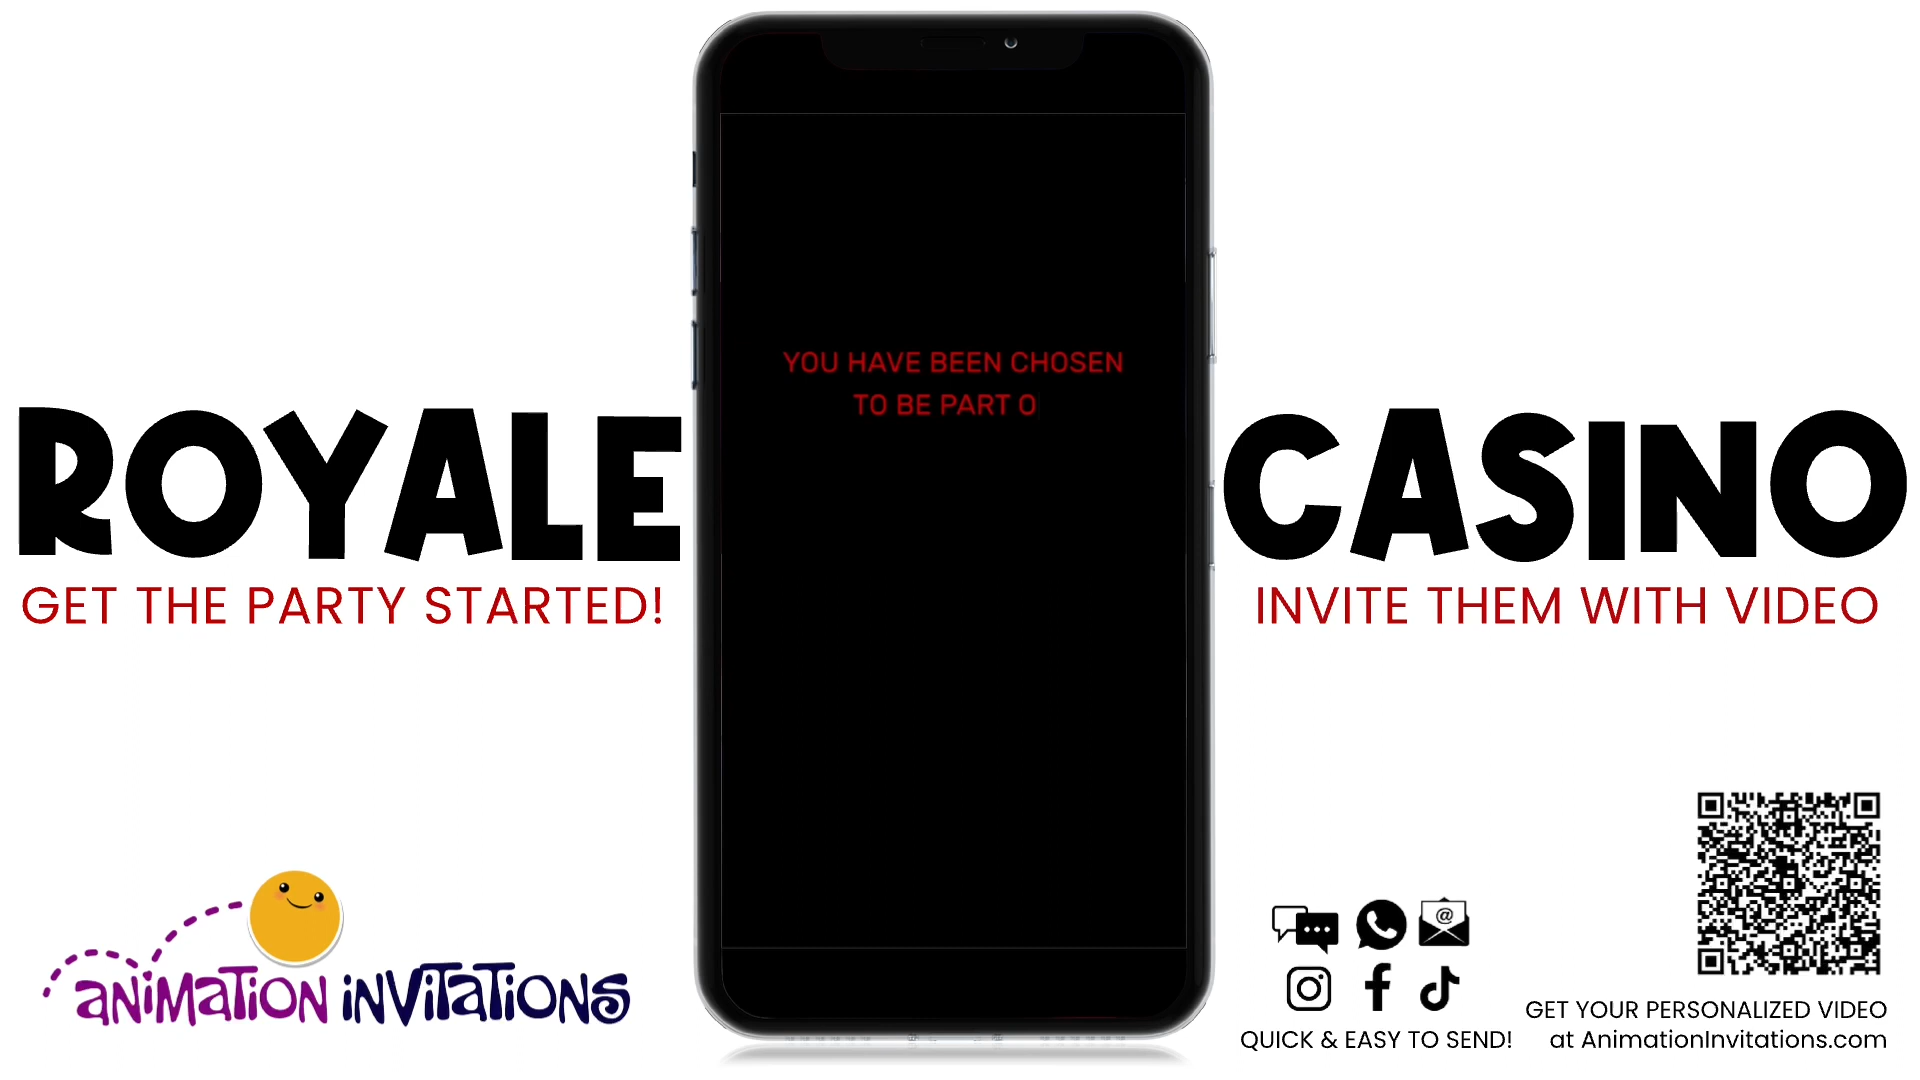 YOU HAVE BEEN CHOSEN
TO BE PART O
ROYALE
CASINO
GET THE PARTY STARTED!
INVITE THEM WITH VIDEO
aniMaTiON iNViTaTiONS
@
QUICK & EASY TO SEND!
GET YOUR PERSONALIZED VIDEO
at AnimationInvitations.com